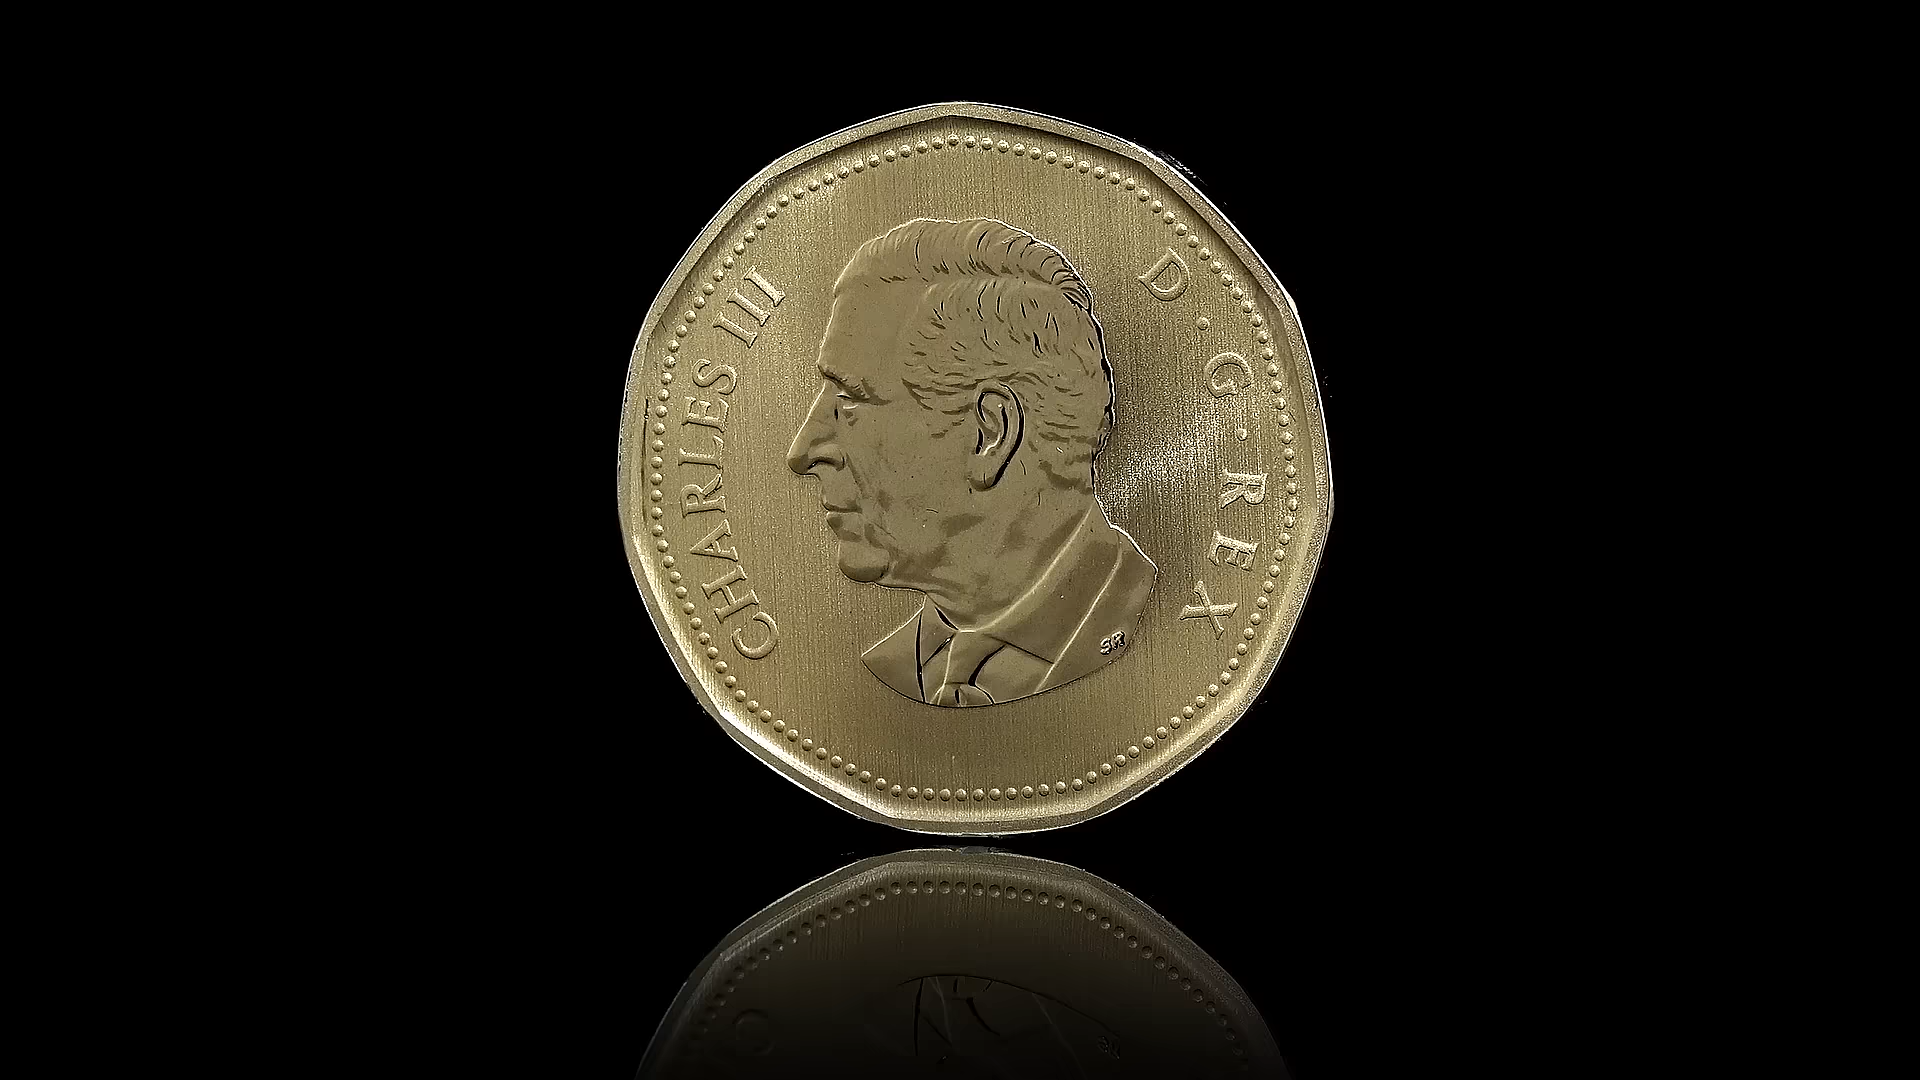 CHARLES III
D · G · REX
SR